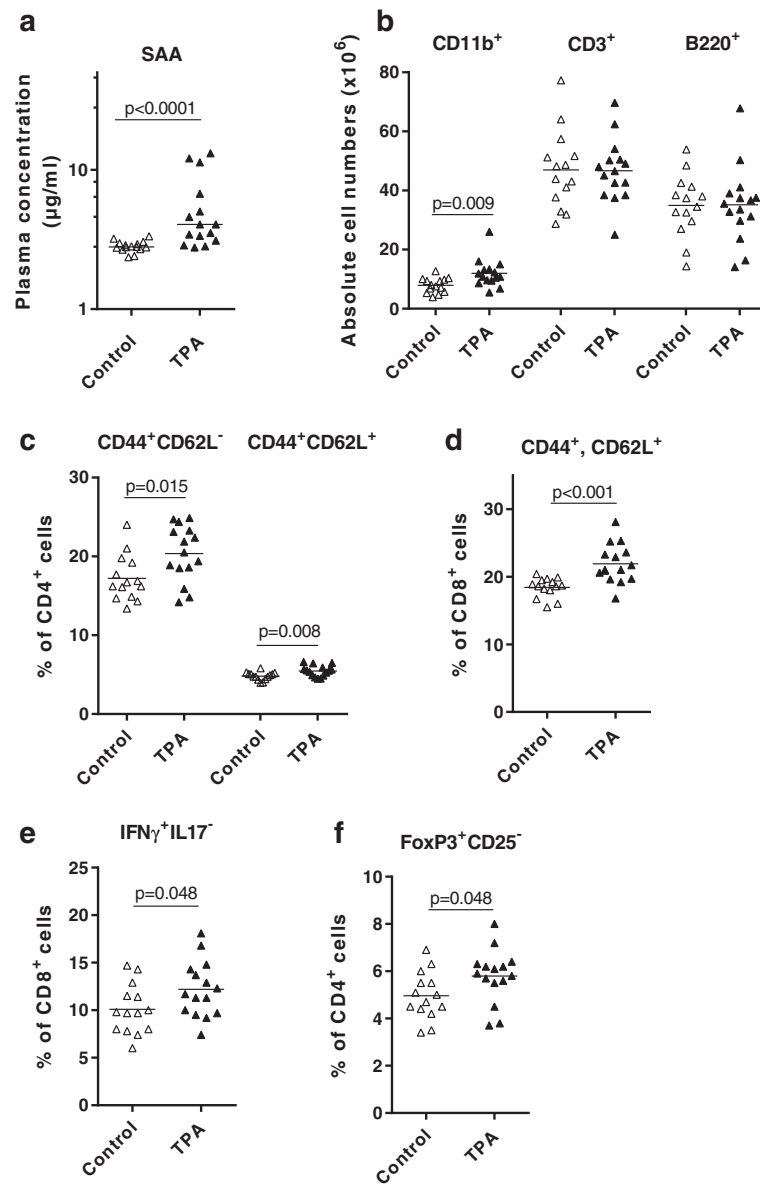 a
SAA
Plasma concentration
(μg/ml)
p<0.0001
10
1
Control
TPA
b
CD11b⁺
CD3⁺
B220⁺
Absolute cell numbers (x10⁶)
80
60
40
20
0
p=0.009
Control
TPA
Control
TPA
Control
TPA
c
CD44⁺CD62L⁻
CD44⁺CD62L⁺
% of CD4⁺ cells
30
20
10
0
p=0.015
p=0.008
Control
TPA
Control
TPA
d
CD44⁺, CD62L⁺
% of CD8⁺ cells
30
20
10
0
p<0.001
Control
TPA
e
IFNγ⁺IL17⁻
% of CD8⁺ cells
25
20
15
10
5
0
p=0.048
Control
TPA
f
FoxP3⁺CD25⁻
% of CD4⁺ cells
10
8
6
4
2
0
p=0.048
Control
TPA